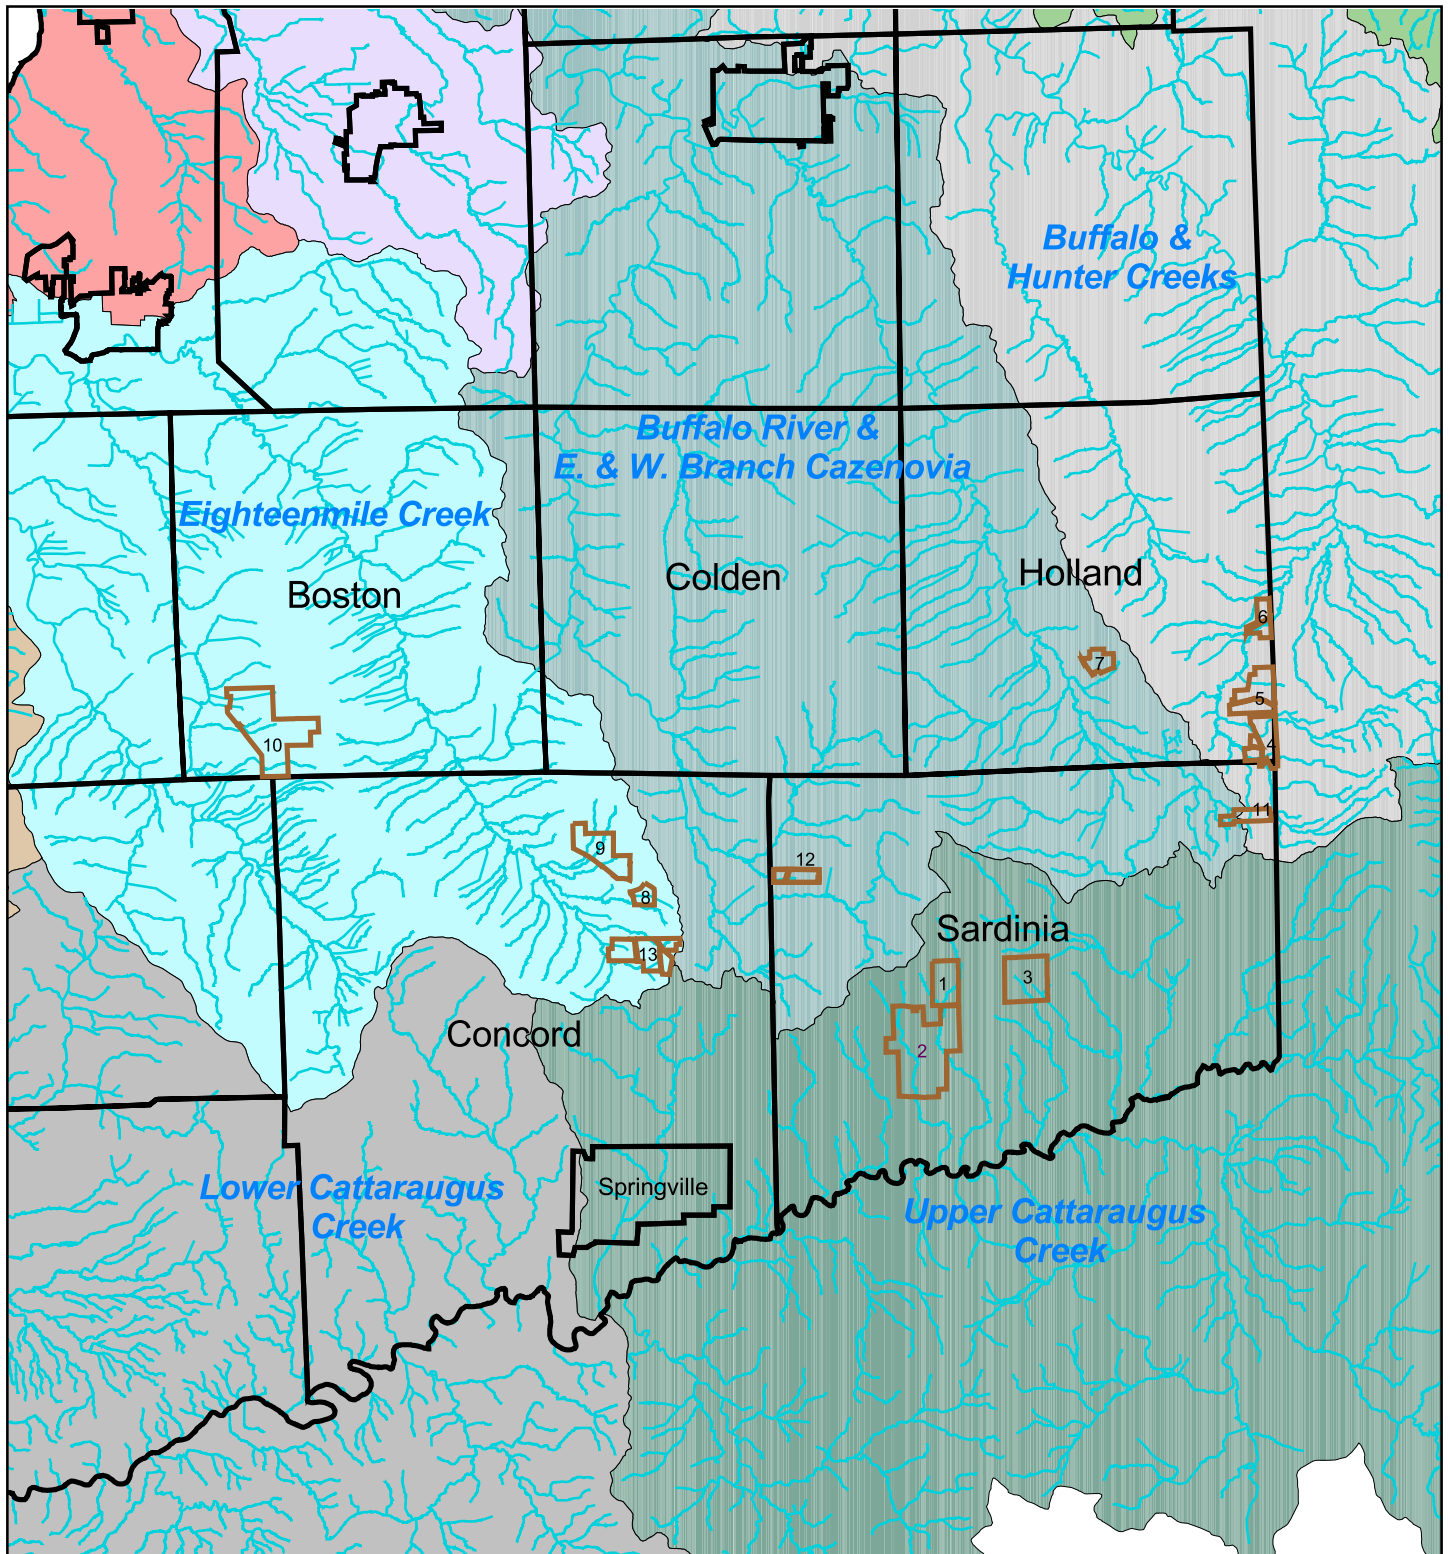 Buffalo &
Hunter Creeks
Buffalo River &
E. & W. Branch Cazenovia
Eighteenmile Creek
Boston
Colden
Holland
6
7
5
4
10
11
9
12
8
Sardinia
13
3
1
Concord
2
Springville
Lower Cattaraugus
Creek
Upper Cattaraugus
Creek